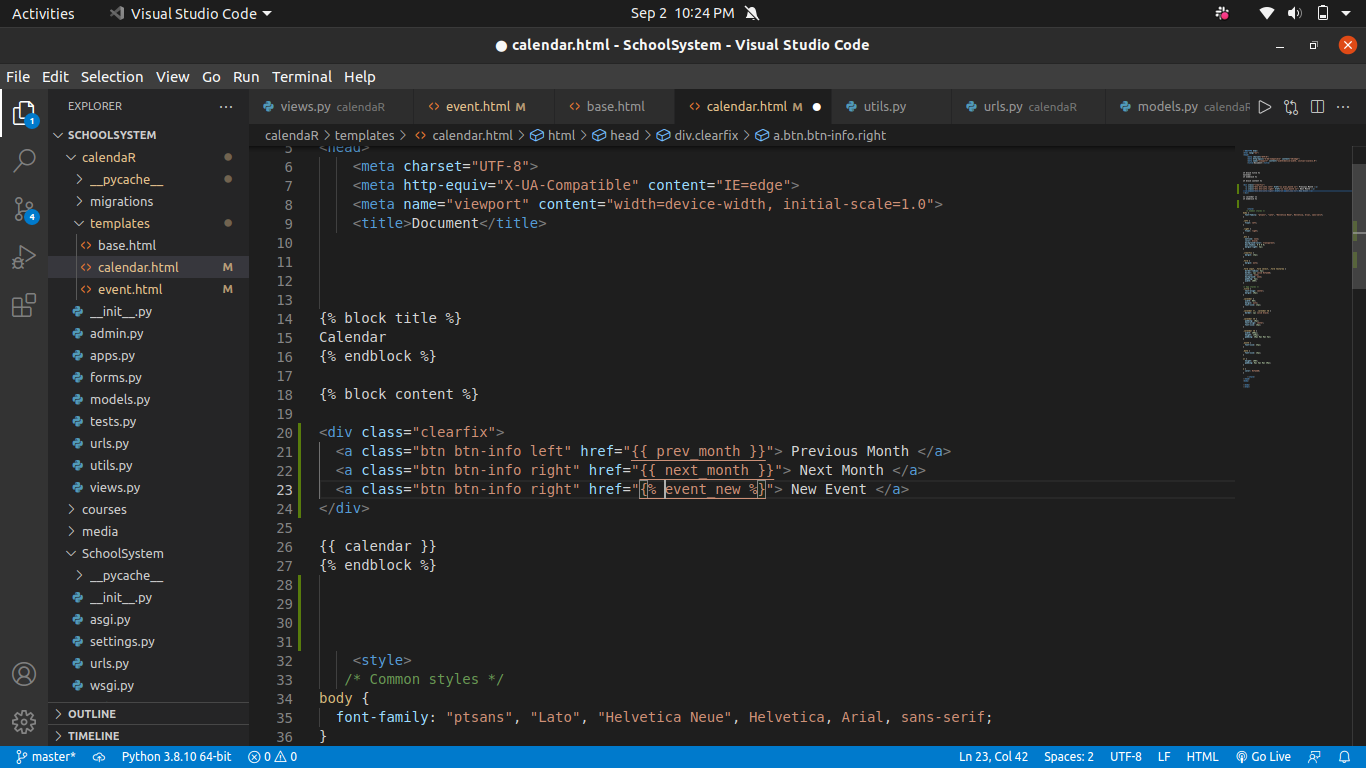 Activities
Visual Studio Code
Sep 2 10:24 PM
● calendar.html - SchoolSystem - Visual Studio Code
File Edit Selection View Go Run Terminal Help
EXPLORER
views.py calendaR
event.html M
base.html
calendar.html M
utils.py
urls.py calendaR
models.py calendaR
calendaR > templates > calendar.html > html > head > div.clearfix > a.btn.btn-info.right
1
4
SCHOOLSYSTEM
calendaR
__pycache__
migrations
templates
base.html
calendar.html M
event.html M
__init__.py
admin.py
apps.py
forms.py
models.py
tests.py
urls.py
utils.py
views.py
courses
media
SchoolSystem
__pycache__
__init__.py
asgi.py
settings.py
urls.py
wsgi.py
OUTLINE
TIMELINE
5 <head>
6 <meta charset="UTF-8">
7 <meta http-equiv="X-UA-Compatible" content="IE=edge">
8 <meta name="viewport" content="width=device-width, initial-scale=1.0">
9 <title>Document</title>
10
11
12
13
14 {% block title %}
15 Calendar
16 {% endblock %}
17
18 {% block content %}
19
20 <div class="clearfix">
21 <a class="btn btn-info left" href="{{ prev_month }}"> Previous Month </a>
22 <a class="btn btn-info right" href="{{ next_month }}"> Next Month </a>
23 <a class="btn btn-info right" href="{% event_new %}"> New Event </a>
24 </div>
25
26 {{ calendar }}
27 {% endblock %}
28
29
30
31
32 <style>
33 /* Common styles */
34 body {
35 font-family: "ptsans", "Lato", "Helvetica Neue", Helvetica, Arial, sans-serif;
36 }
master* Python 3.8.10 64-bit 0 0 Ln 23, Col 42 Spaces: 2 UTF-8 LF HTML Go Live